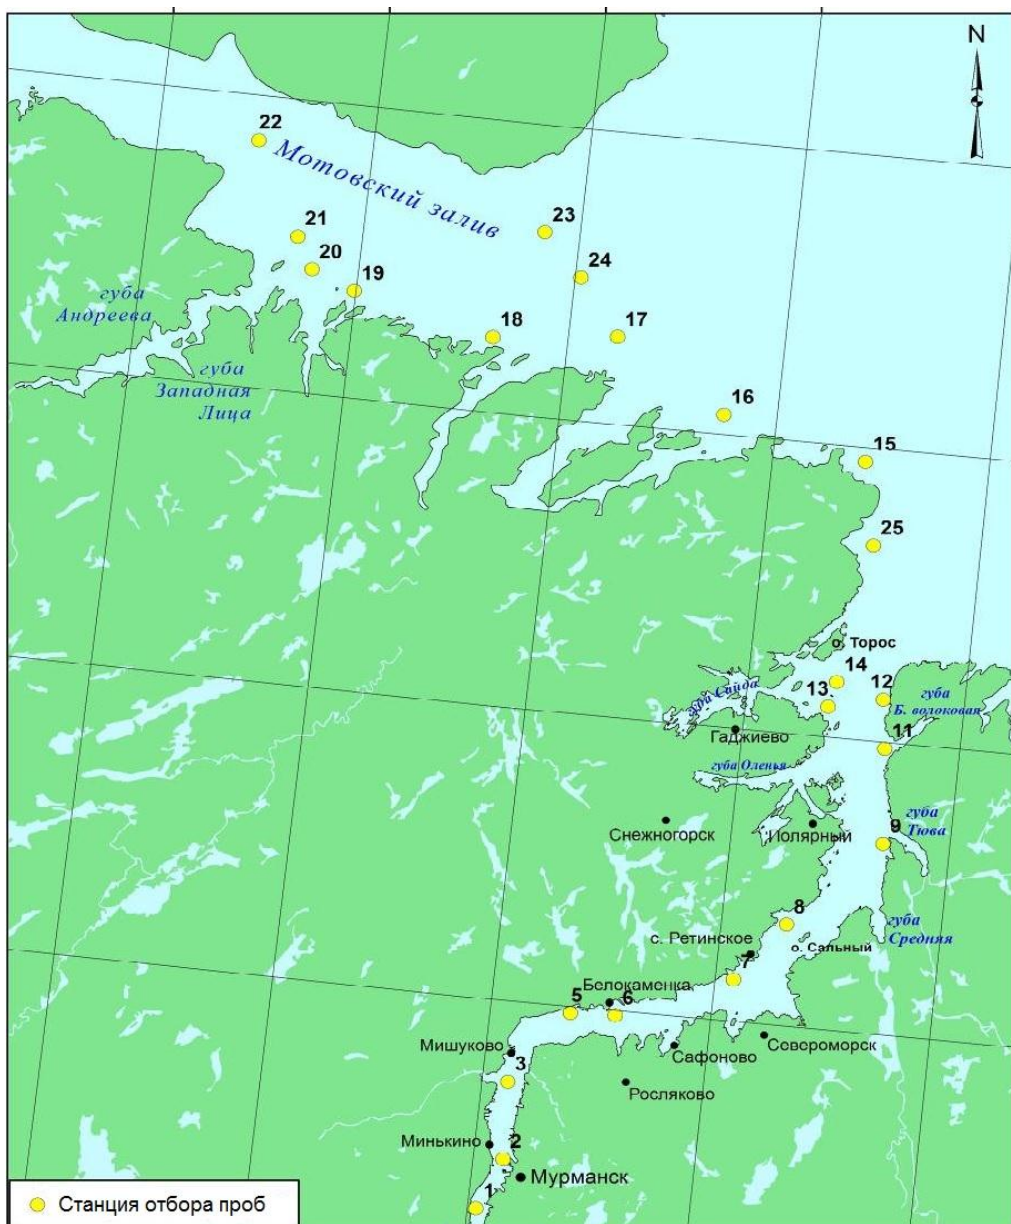 N
22
Мотовский залив
21
23
20
24
19
губа
Андреева
18
17
губа
Западная
Лица
16
15
25
о. Торос
14
12
13
губа
Б. волоковая
губа Сайда
11
Гаджиево
губа Оленья
губа
Тюва
9
Снежногорск
Полярный
8
губа
Средняя
с. Ретинское
о. Сальный
7
Белокаменка
5
6
Мишуково
Североморск
Сафоново
3
Росляково
Минькино
2
Мурманск
1
Станция отбора проб